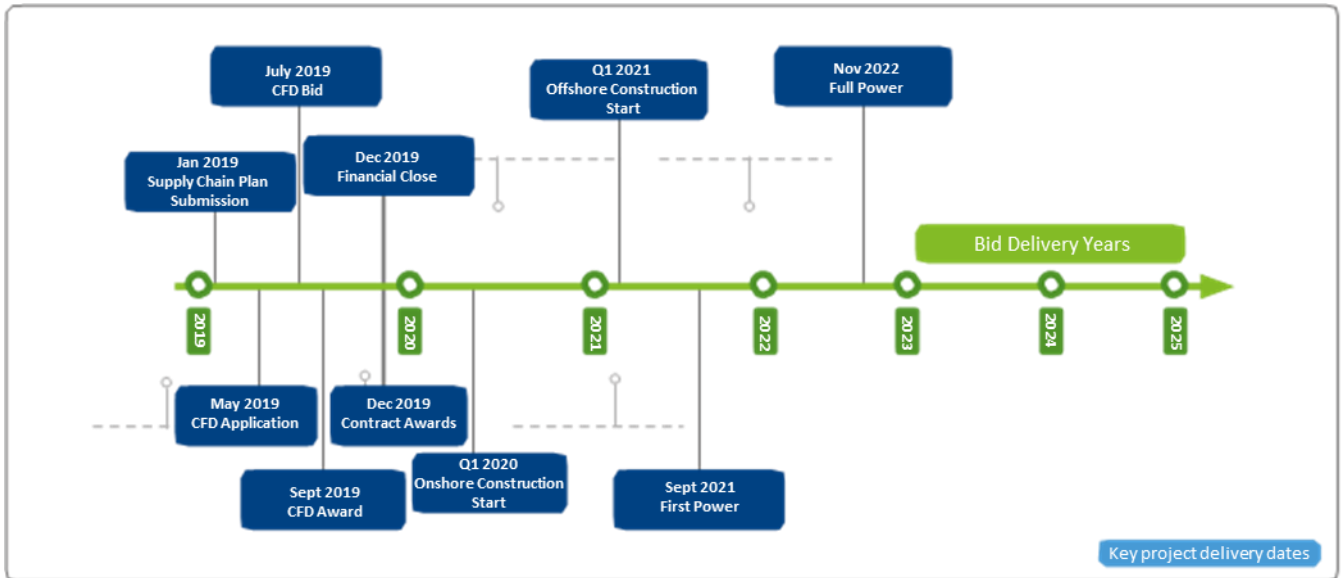 July 2019
CFD Bid
Q1 2021
Offshore Construction
Start
Nov 2022
Full Power
Jan 2019
Supply Chain Plan
Submission
Dec 2019
Financial Close
Bid Delivery Years
2019
2020
2021
2022
2023
2024
2025
May 2019
CFD Application
Dec 2019
Contract Awards
Q1 2020
Onshore Construction
Start
Sept 2019
CFD Award
Sept 2021
First Power
Key project delivery dates